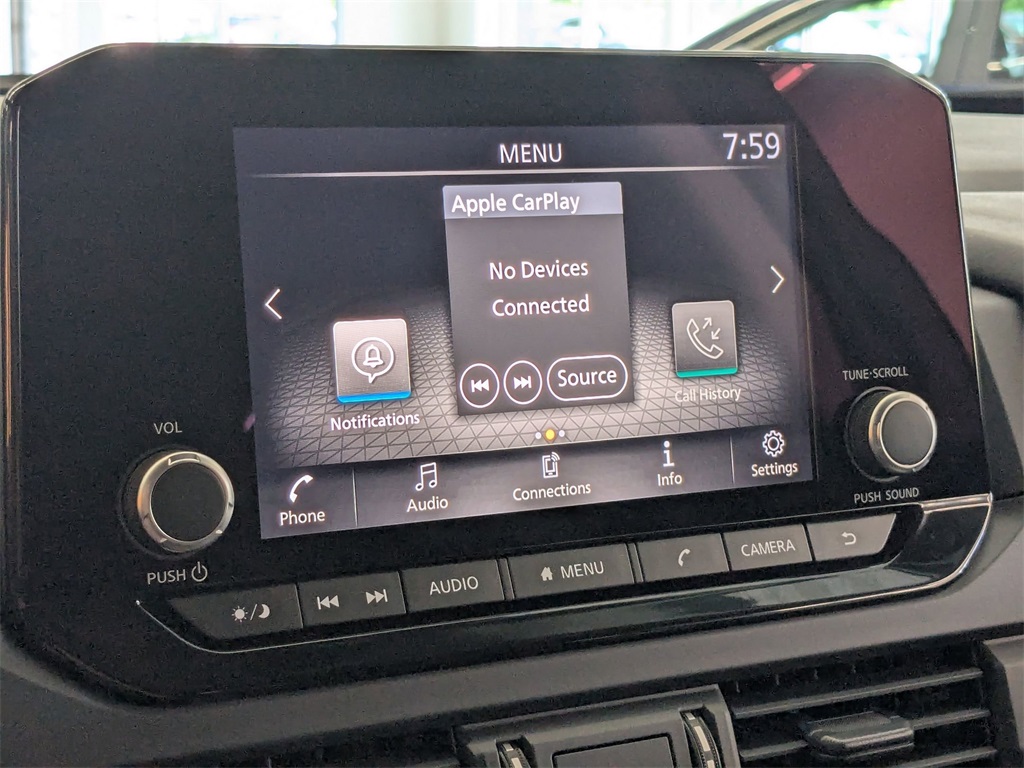 MENU
7:59
Apple CarPlay
No Devices
Connected
Source
Notifications
Call History
Phone
Audio
Connections
Info
Settings
VOL
PUSH
TUNE·SCROLL
PUSH SOUND
AUDIO
MENU
CAMERA